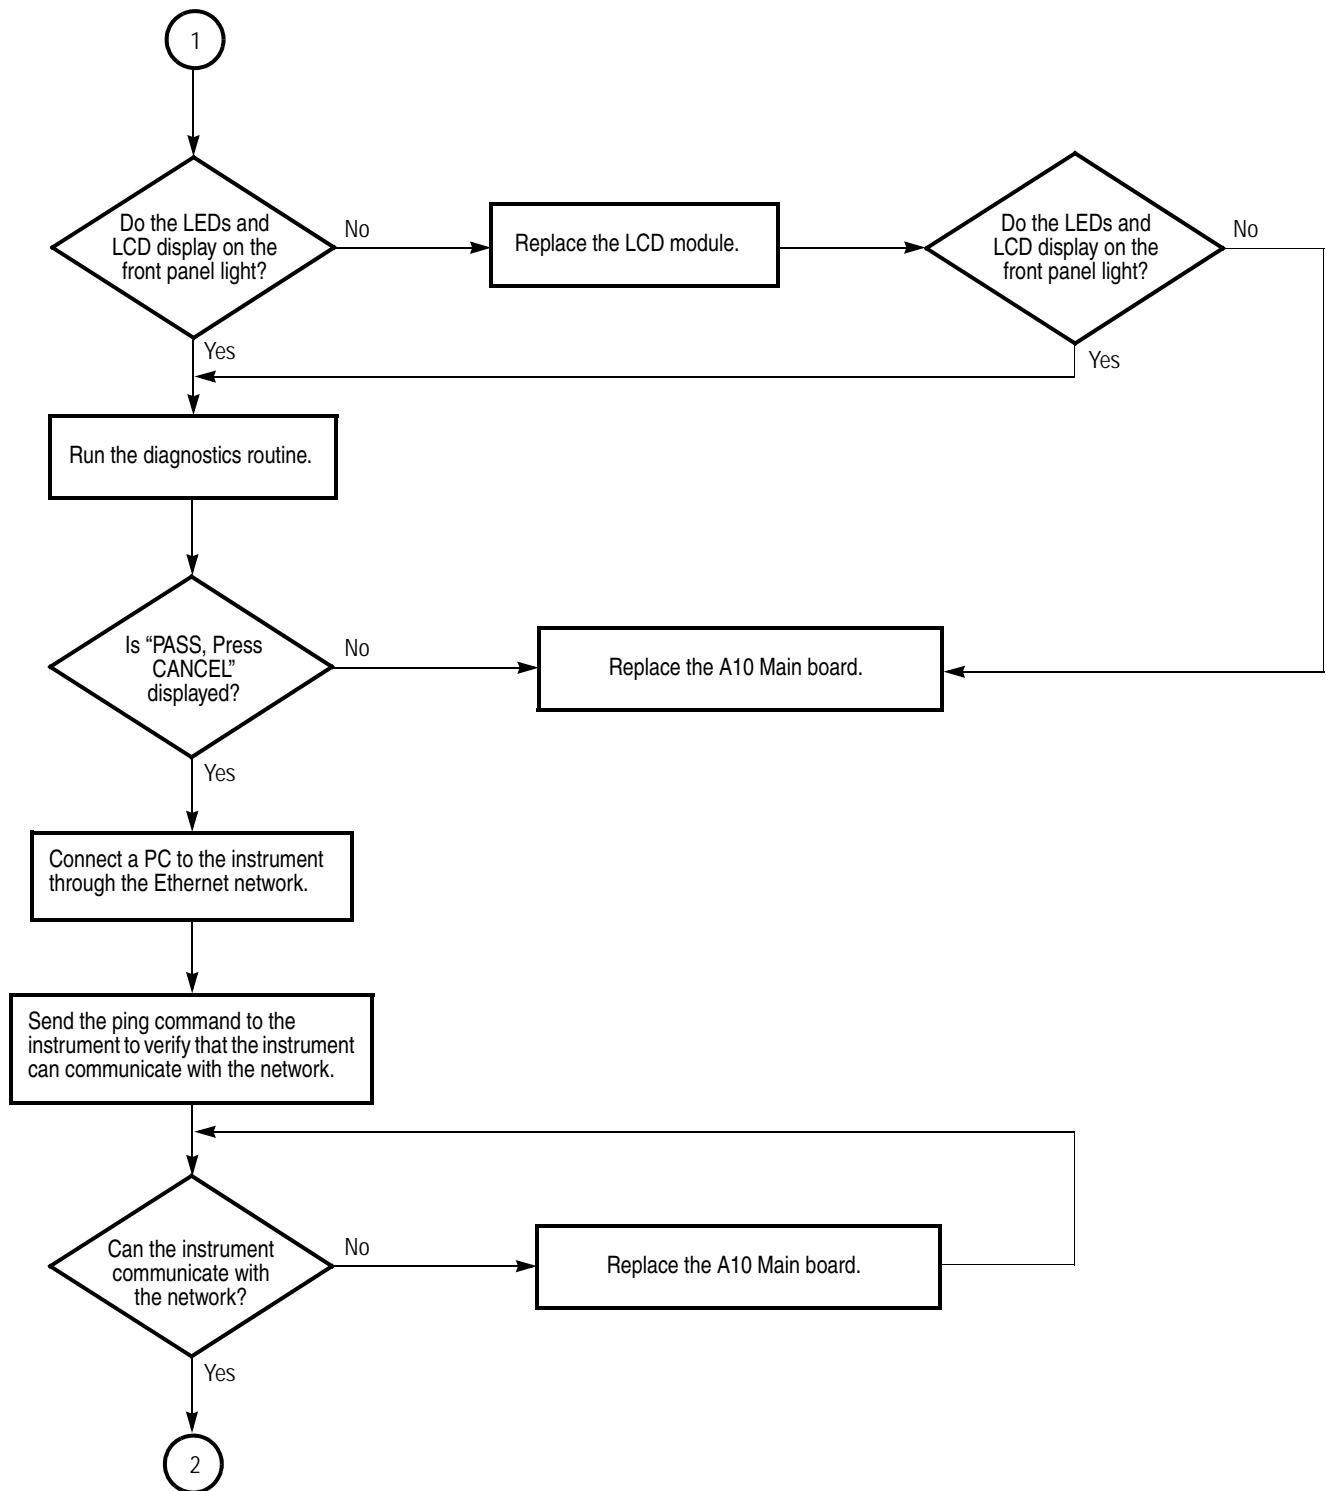 1
Do the LEDs and
LCD display on the
front panel light?
No
Replace the LCD module.
Do the LEDs and
LCD display on the
front panel light?
No
Yes
Yes
Run the diagnostics routine.
Is “PASS, Press
CANCEL”
displayed?
No
Replace the A10 Main board.
Yes
Connect a PC to the instrument
through the Ethernet network.
Send the ping command to the
instrument to verify that the instrument
can communicate with the network.
Can the instrument
communicate with
the network?
No
Replace the A10 Main board.
Yes
2